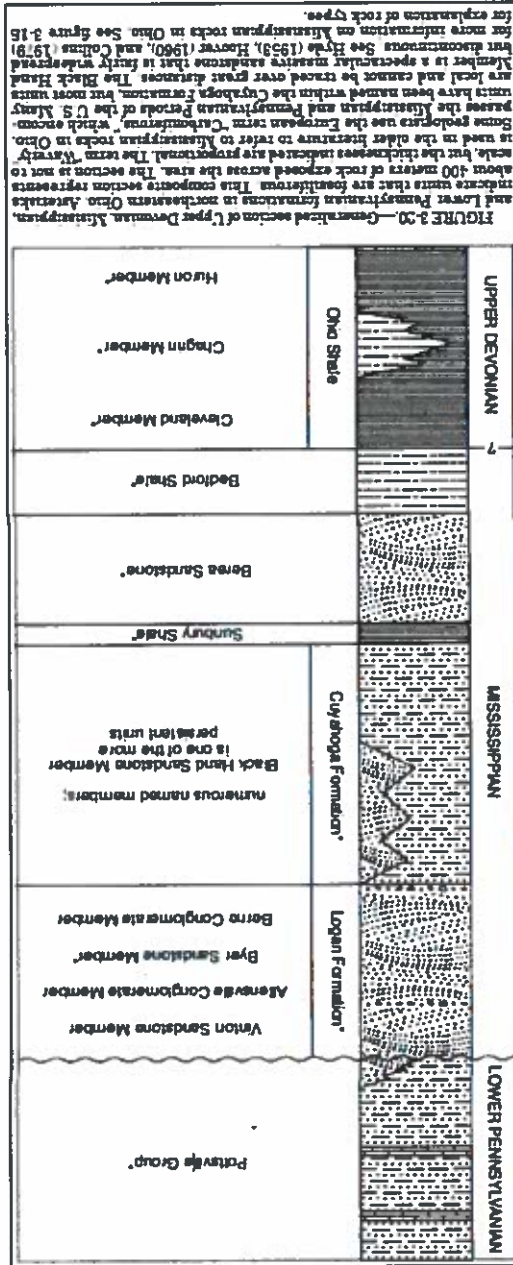 LOWER PENNSYLVANIAN
Pottsville Group*
MISSISSIPPIAN
Logan Formation*
Vinton Sandstone Member
Allensville Conglomerate Member
Byer Sandstone Member*
Berne Conglomerate Member
Cuyahoga Formation*
numerous named members;
Black Hand Sandstone Member
is one of the more
persistent units
Sunbury Shale*
Berea Sandstone*
Bedford Shale*
?
UPPER DEVONIAN
Ohio Shale
Cleveland Member*
Chagrin Member*
Huron Member*
FIGURE 3-30.—Generalized section of Upper Devonian, Mississippian,
and Lower Pennsylvanian formations in northeastern Ohio. Asterisks
indicate units that are fossiliferous. This composite section represents
about 400 meters of rock exposed across the area. The section is not to
scale, but the thicknesses indicated are proportional. The term "Waverly"
is used in the older literature to refer to Mississippian rocks in Ohio.
Some geologists use the European term "Carboniferous," which encom-
passes the Mississippian and Pennsylvanian Periods of the U.S. Many
units have been named within the Cuyahoga Formation, but most units
are local and cannot be traced over great distances. The Black Hand
Member is a spectacular massive sandstone that is fairly widespread
but discontinuous. See Hyde (1953), Hoover (1960), and Collins (1979)
for more information on Mississippian rocks in Ohio. See figure 3-15
for explanation of rock types.